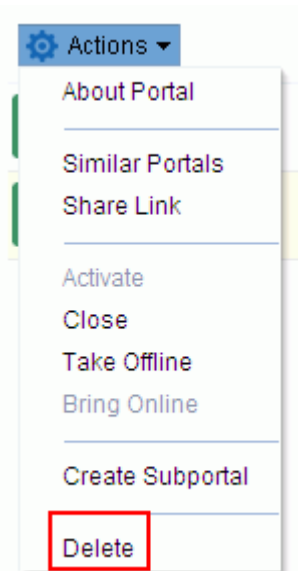 Actions
About Portal
Similar Portals
Share Link
Activate
Close
Take Offline
Bring Online
Create Subportal
Delete